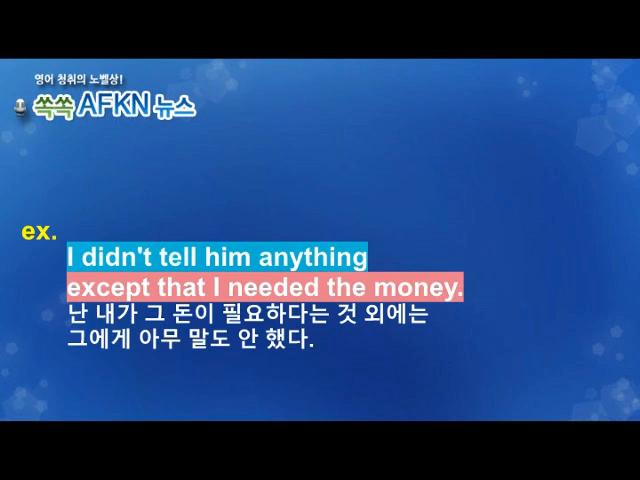 영어 청취의 노벨상!
쏙쏙 AFKN 뉴스
ex.
I didn't tell him anything
except that I needed the money.
난 내가 그 돈이 필요하다는 것 외에는
그에게 아무 말도 안 했다.